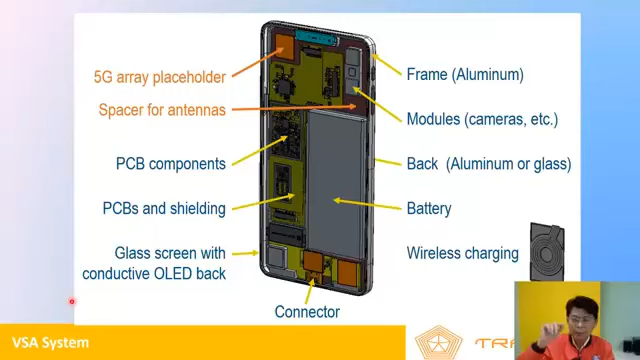 5G array placeholder
Spacer for antennas
PCB components
PCBs and shielding
Glass screen with
conductive OLED back
Connector
Frame (Aluminum)
Modules (cameras, etc.)
Back (Aluminum or glass)
Battery
Wireless charging
VSA System